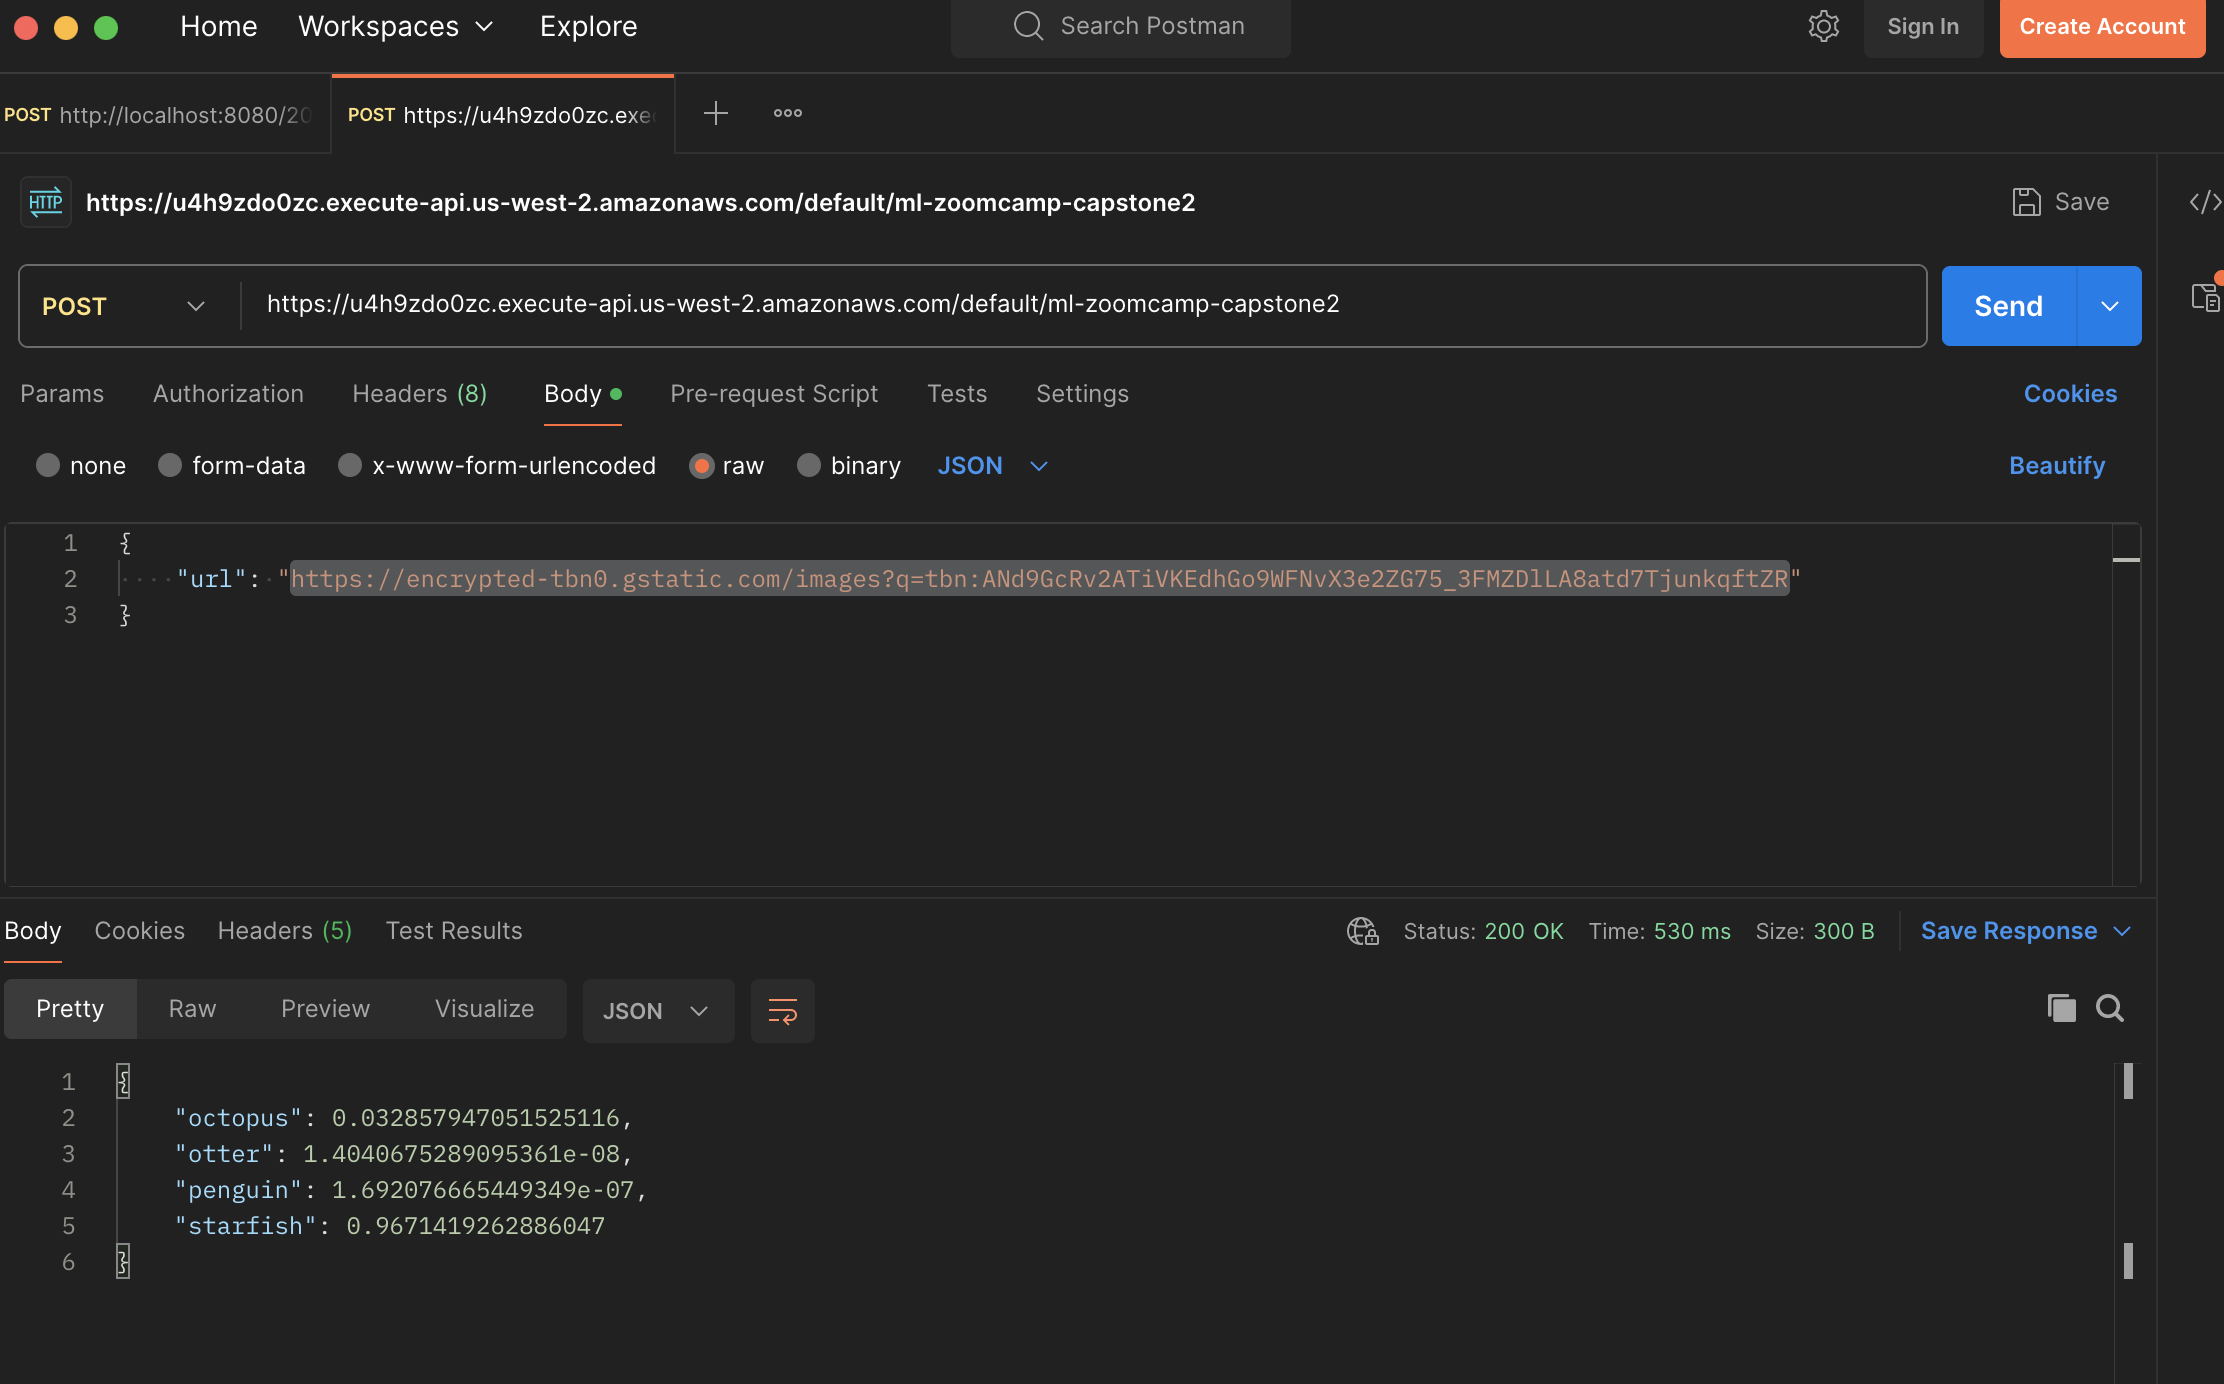 Home Workspaces Explore Search Postman Sign In Create Account
POST http://localhost:8080/20 POST https://u4h9zdo0zc.exe
HTTP https://u4h9zdo0zc.execute-api.us-west-2.amazonaws.com/default/ml-zoomcamp-capstone2 Save
POST https://u4h9zdo0zc.execute-api.us-west-2.amazonaws.com/default/ml-zoomcamp-capstone2 Send
Params Authorization Headers (8) Body Pre-request Script Tests Settings Cookies
none form-data x-www-form-urlencoded raw binary JSON Beautify
1 {
2 "url": "https://encrypted-tbn0.gstatic.com/images?q=tbn:ANd9GcRv2ATiVKEdhGo9WFNvX3e2ZG75_3FMZDlLA8atd7TjunkqftZR"
3 }
Body Cookies Headers (5) Test Results Status: 200 OK Time: 530 ms Size: 300 B Save Response
Pretty Raw Preview Visualize JSON
1 {
2 "octopus": 0.032857947051525116,
3 "otter": 1.4040675289095361e-08,
4 "penguin": 1.692076665449349e-07,
5 "starfish": 0.9671419262886047
6 }